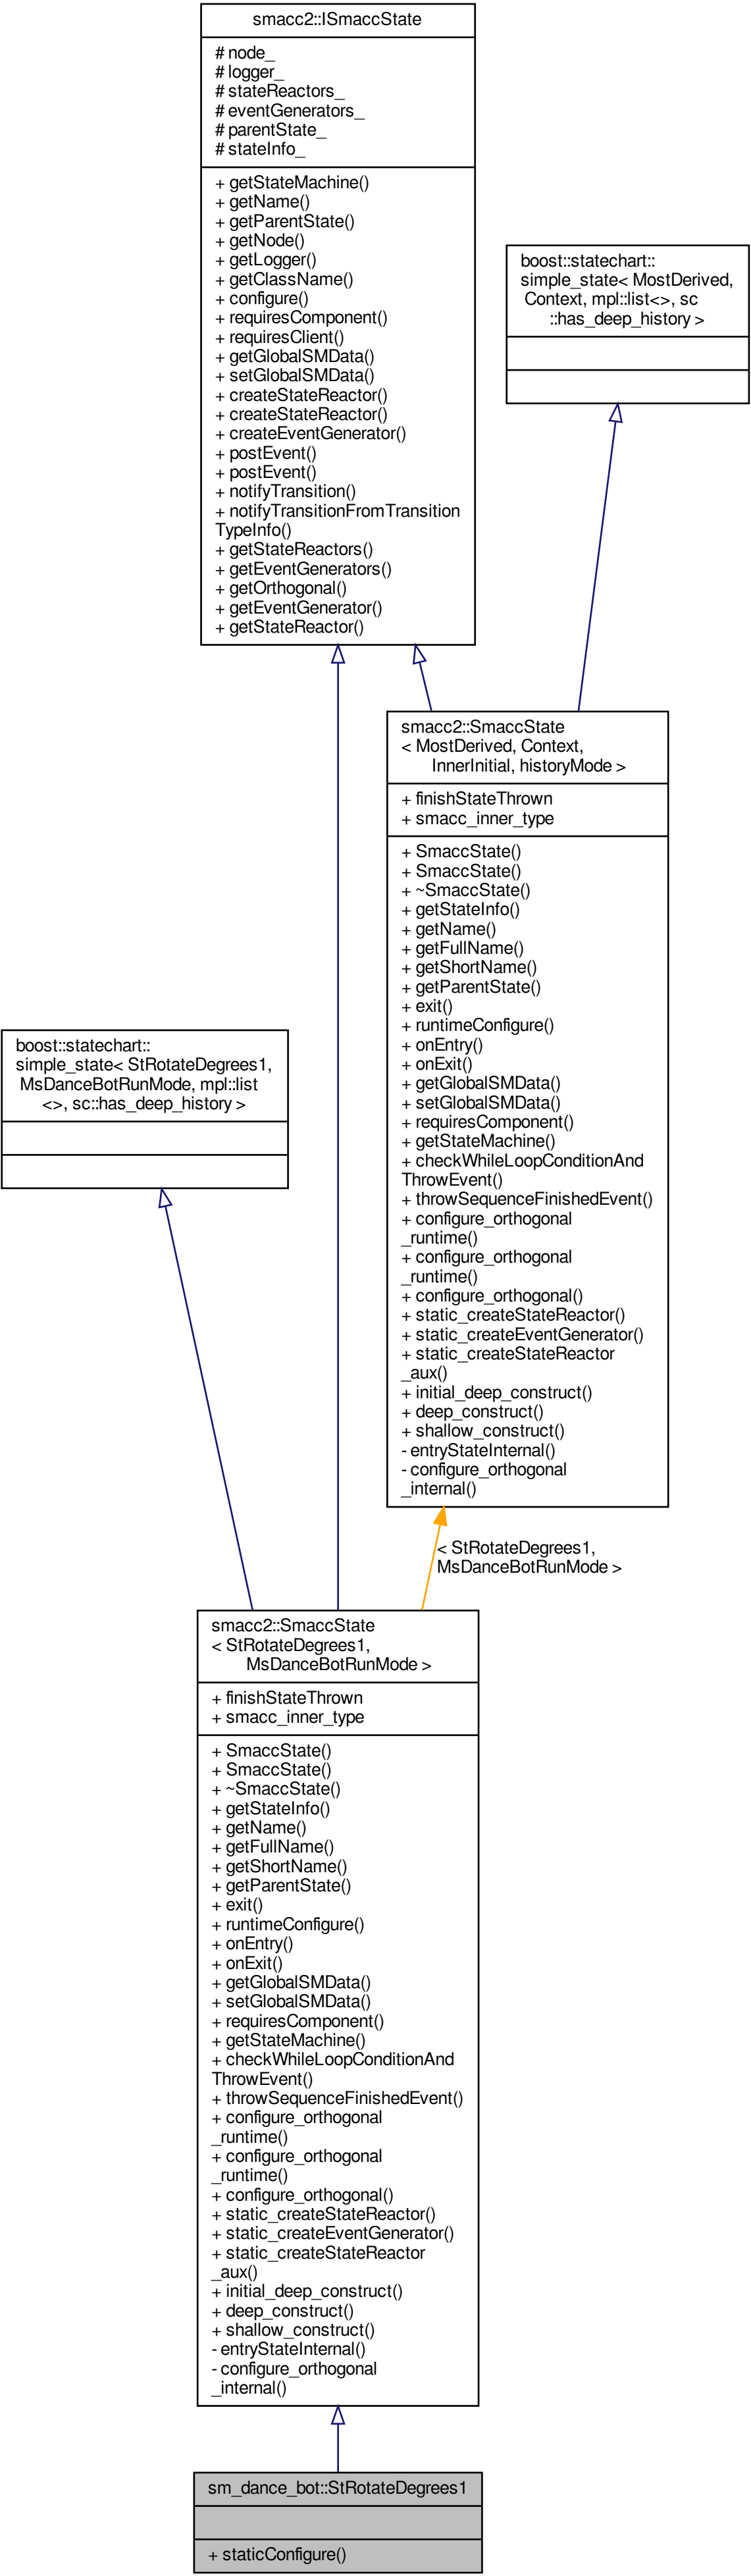 smacc2::ISmaccState
# node_
# logger_
# stateReactors_
# eventGenerators_
# parentState_
# stateInfo_
+ getStateMachine()
+ getName()
+ getParentState()
+ getNode()
+ getLogger()
+ getClassName()
+ configure()
+ requiresComponent()
+ requiresClient()
+ getGlobalSMData()
+ setGlobalSMData()
+ createStateReactor()
+ createStateReactor()
+ createEventGenerator()
+ postEvent()
+ postEvent()
+ notifyTransition()
+ notifyTransitionFromTransition
TypeInfo()
+ getStateReactors()
+ getEventGenerators()
+ getOrthogonal()
+ getEventGenerator()
+ getStateReactor()
boost::statechart::
simple_state< MostDerived,
Context, mpl::list<>, sc
::has_deep_history >
smacc2::SmaccState
< MostDerived, Context,
InnerInitial, historyMode >
+ finishStateThrown
+ smacc_inner_type
+ SmaccState()
+ SmaccState()
+ ~SmaccState()
+ getStateInfo()
+ getName()
+ getFullName()
+ getShortName()
+ getParentState()
+ exit()
+ runtimeConfigure()
+ onEntry()
+ onExit()
+ getGlobalSMData()
+ setGlobalSMData()
+ requiresComponent()
+ getStateMachine()
+ checkWhileLoopConditionAnd
ThrowEvent()
+ throwSequenceFinishedEvent()
+ configure_orthogonal
_runtime()
+ configure_orthogonal
_runtime()
+ configure_orthogonal()
+ static_createStateReactor()
+ static_createEventGenerator()
+ static_createStateReactor
_aux()
+ initial_deep_construct()
+ deep_construct()
+ shallow_construct()
- entryStateInternal()
- configure_orthogonal
_internal()
boost::statechart::
simple_state< StRotateDegrees1,
MsDanceBotRunMode, mpl::list
<>, sc::has_deep_history >
< StRotateDegrees1,
MsDanceBotRunMode >
smacc2::SmaccState
< StRotateDegrees1,
MsDanceBotRunMode >
+ finishStateThrown
+ smacc_inner_type
+ SmaccState()
+ SmaccState()
+ ~SmaccState()
+ getStateInfo()
+ getName()
+ getFullName()
+ getShortName()
+ getParentState()
+ exit()
+ runtimeConfigure()
+ onEntry()
+ onExit()
+ getGlobalSMData()
+ setGlobalSMData()
+ requiresComponent()
+ getStateMachine()
+ checkWhileLoopConditionAnd
ThrowEvent()
+ throwSequenceFinishedEvent()
+ configure_orthogonal
_runtime()
+ configure_orthogonal
_runtime()
+ configure_orthogonal()
+ static_createStateReactor()
+ static_createEventGenerator()
+ static_createStateReactor
_aux()
+ initial_deep_construct()
+ deep_construct()
+ shallow_construct()
- entryStateInternal()
- configure_orthogonal
_internal()
sm_dance_bot::StRotateDegrees1
+ staticConfigure()